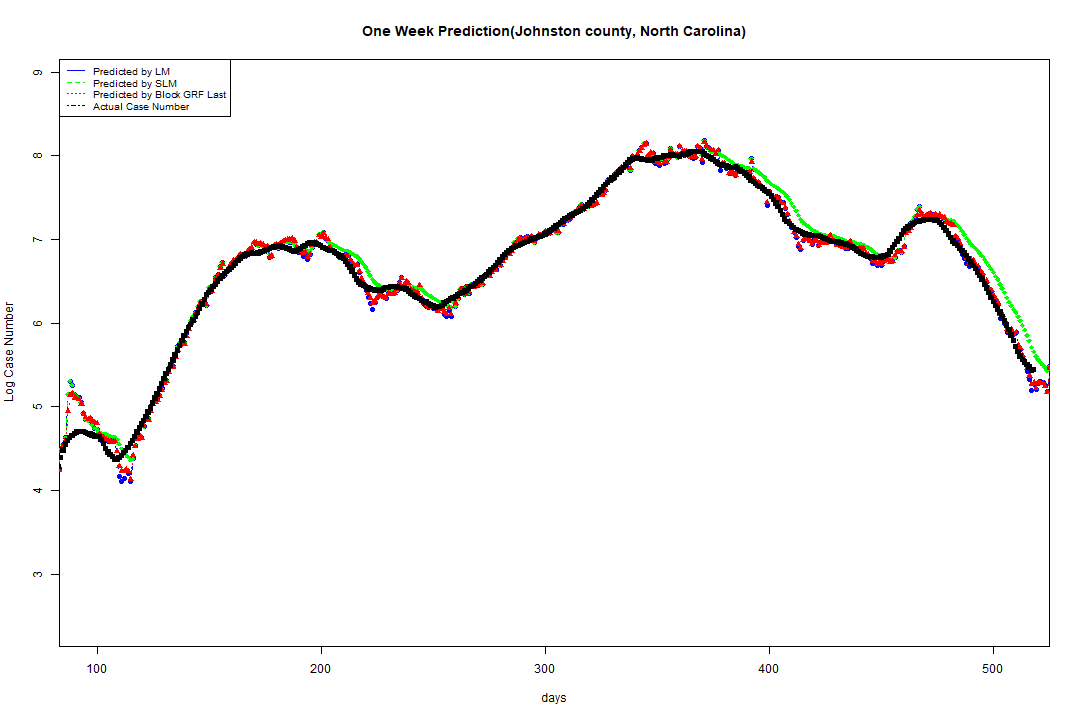 One Week Prediction(Johnston county, North Carolina)
Predicted by LM
Predicted by SLM
Predicted by Block GRF Last
Actual Case Number
9
8
7
6
5
4
3
Log Case Number
100 200 300 400 500
days